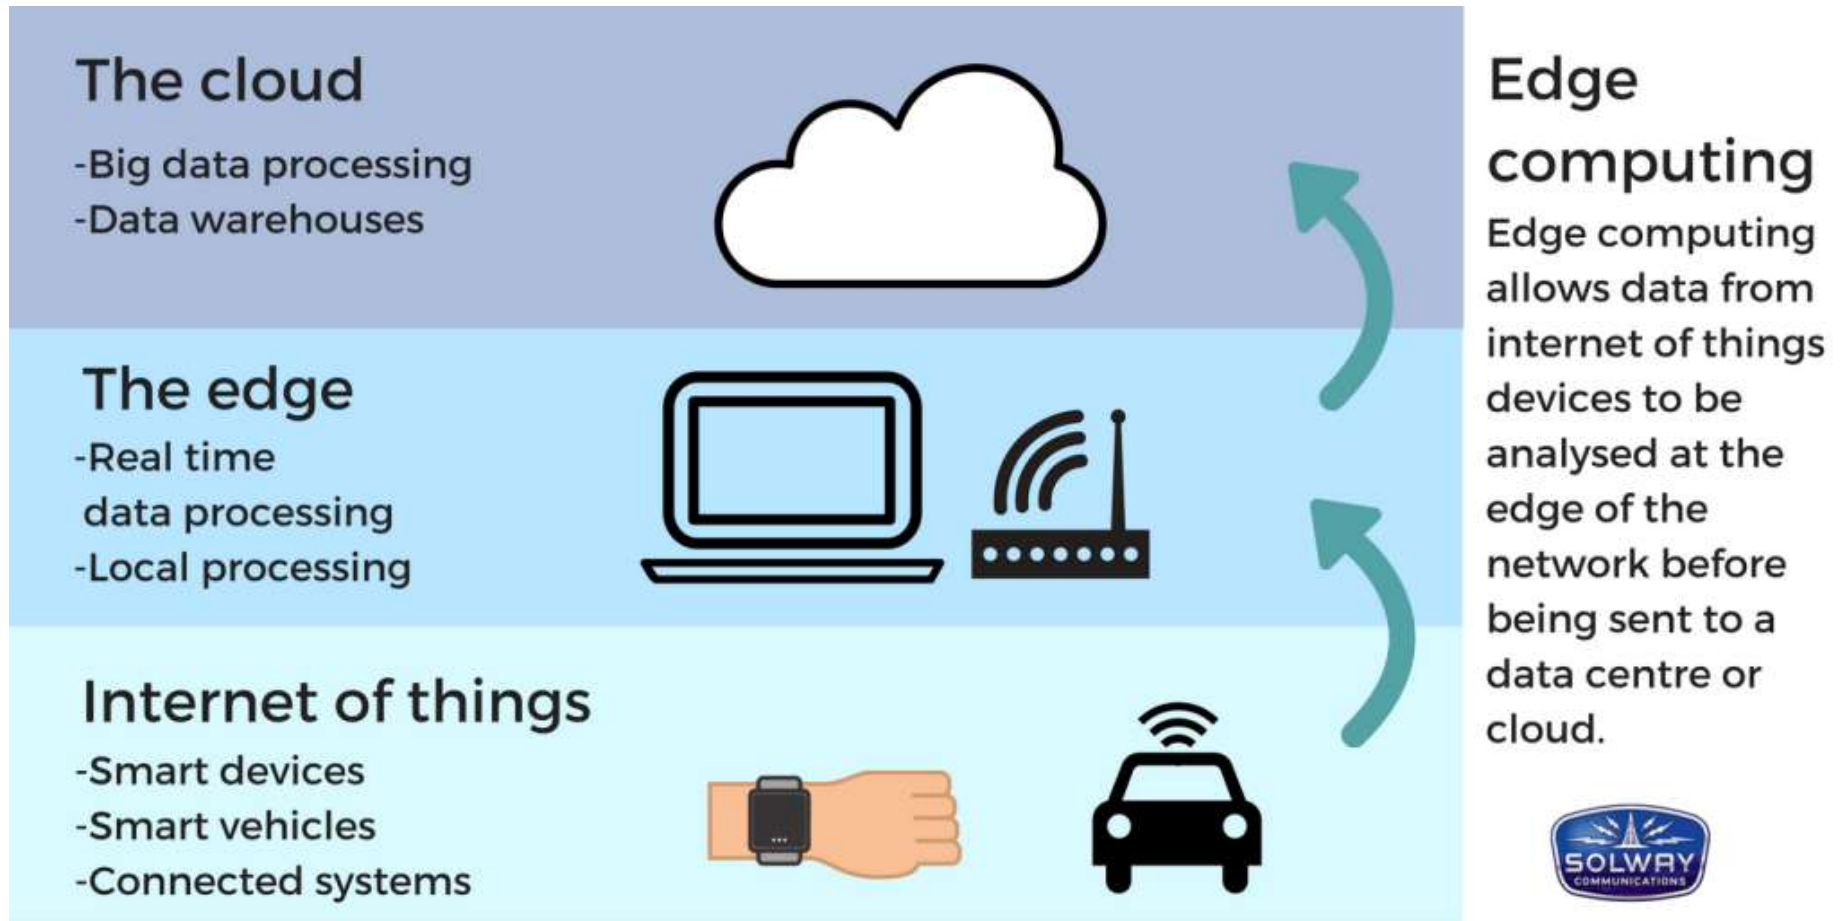 The cloud
-Big data processing
-Data warehouses
The edge
-Real time
data processing
-Local processing
Internet of things
-Smart devices
-Smart vehicles
-Connected systems
Edge
computing
Edge computing
allows data from
internet of things
devices to be
analysed at the
edge of the
network before
being sent to a
data centre or
cloud.
SOLWAY
COMMUNICATIONS